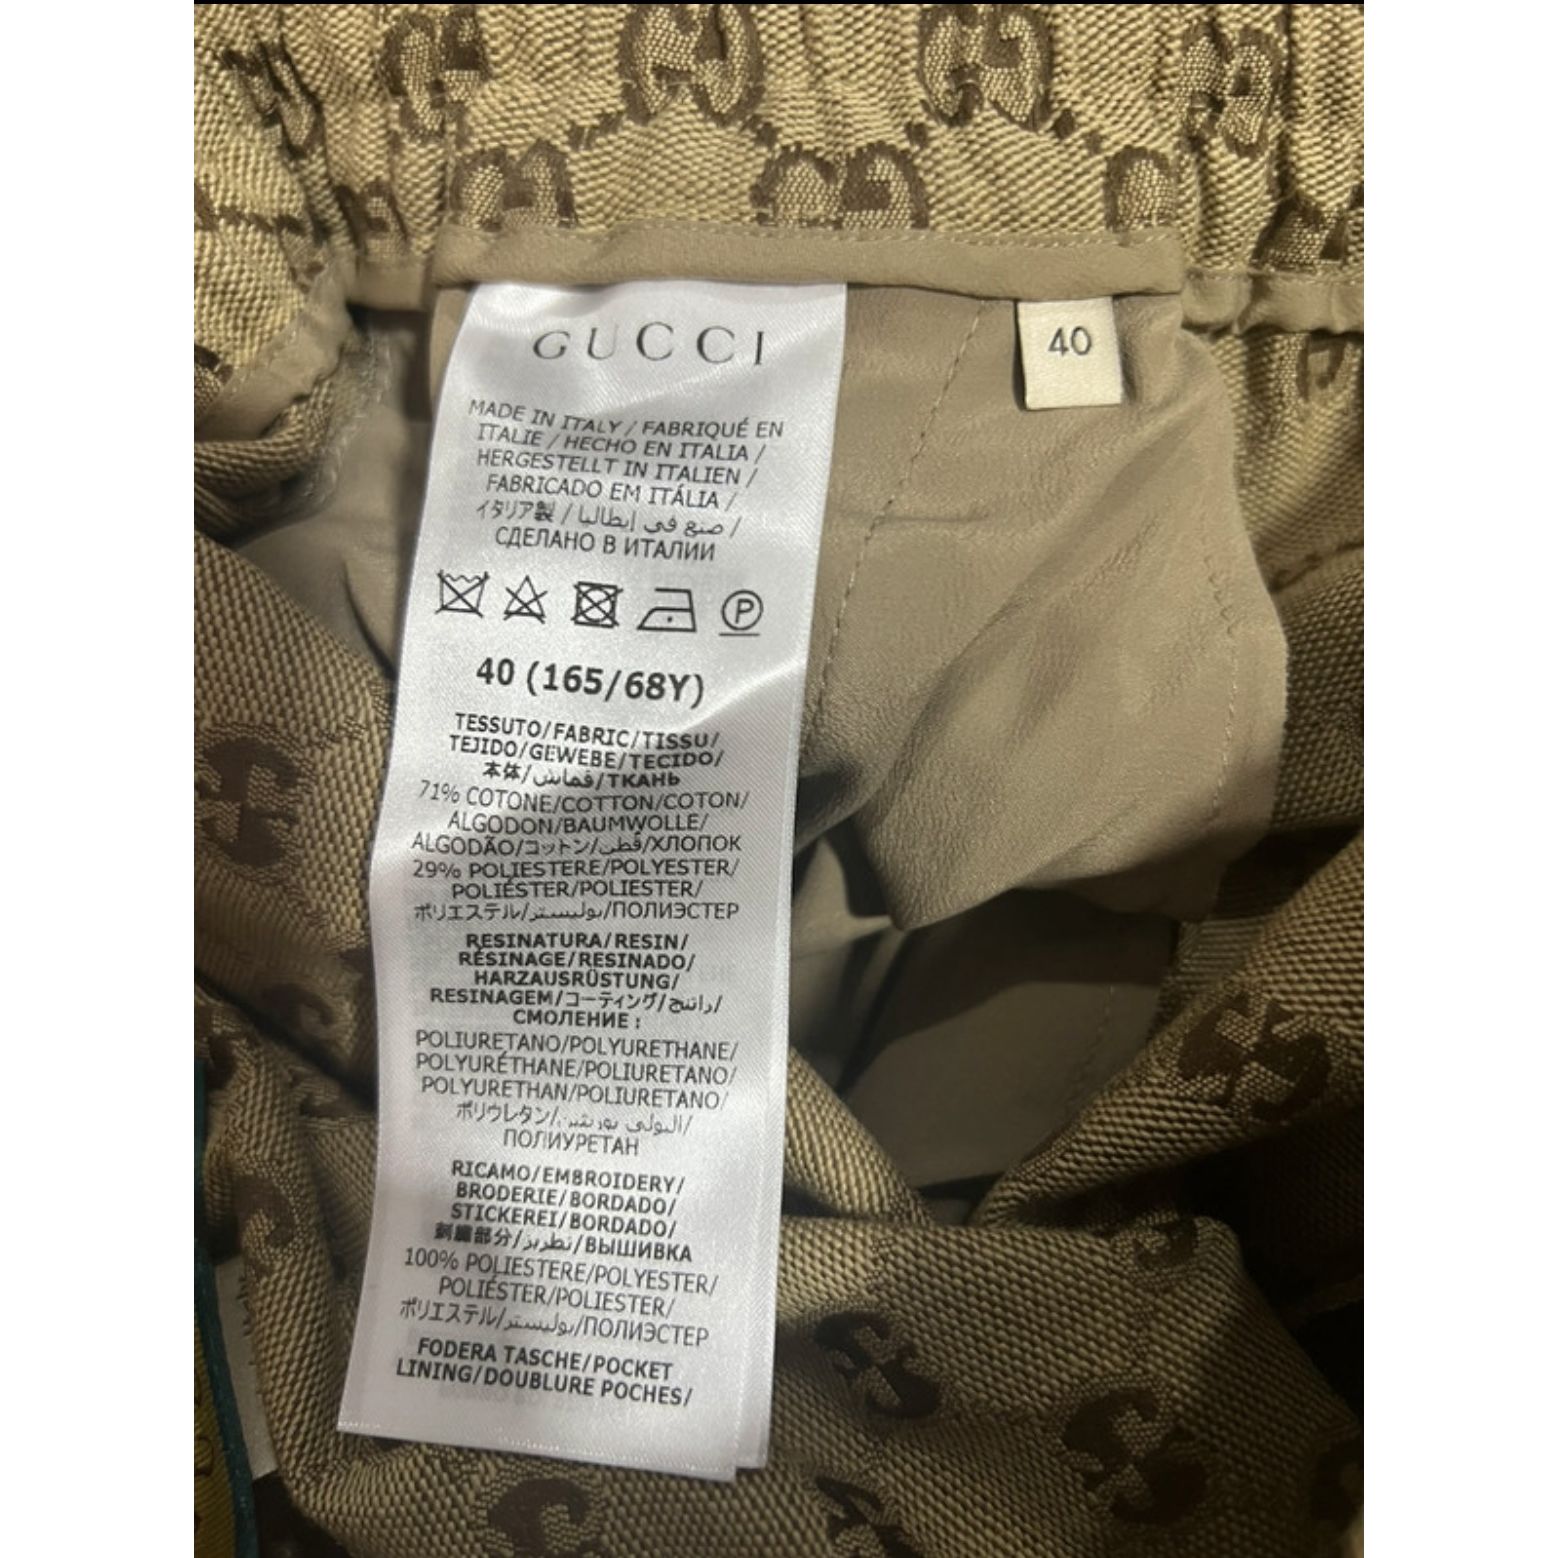 GUCCI
40
MADE IN ITALY / FABRIQUÉ EN
ITALIE / HECHO EN ITALIA /
HERGESTELLT IN ITALIEN /
FABRICADO EM ITÁLIA /
イタリア製 / صنع في إيطاليا /
СДЕЛАНО В ИТАЛИИ
P
40 (165/68Y)
TESSUTO/FABRIC/TISSU/
TEJIDO/GEWEBE/TECIDO/
本体/قماش/ТКАНЬ
71% COTONE/COTTON/COTON/
ALGODON/BAUMWOLLE/
ALGODÃO/コットン/قطن/ХЛОПОК
29% POLIESTERE/POLYESTER/
POLIÉSTER/POLIESTER/
ポリエステル/بوليستر/ПОЛИЭСТЕР
RESINATURA/RESIN/
RÉSINAGE/RESINADO/
HARZAUSRÜSTUNG/
RESINAGEM/コーティング/راتنج/
СМОЛЕНИЕ :
POLIURETANO/POLYURETHANE/
POLYURÉTHANE/POLIURETANO/
POLYURETHAN/POLIURETANO/
ポリウレタン/البولي يوريثين/
ПОЛИУРЕТАН
RICAMO/EMBROIDERY/
BRODERIE/BORDADO/
STICKEREI/BORDADO/
刺繍部分/تطريز/ВЫШИВКА
100% POLIESTERE/POLYESTER/
POLIÉSTER/POLIESTER/
ポリエステル/بوليستر/ПОЛИЭСТЕР
FODERA TASCHE/POCKET
LINING/DOUBLURE POCHES/